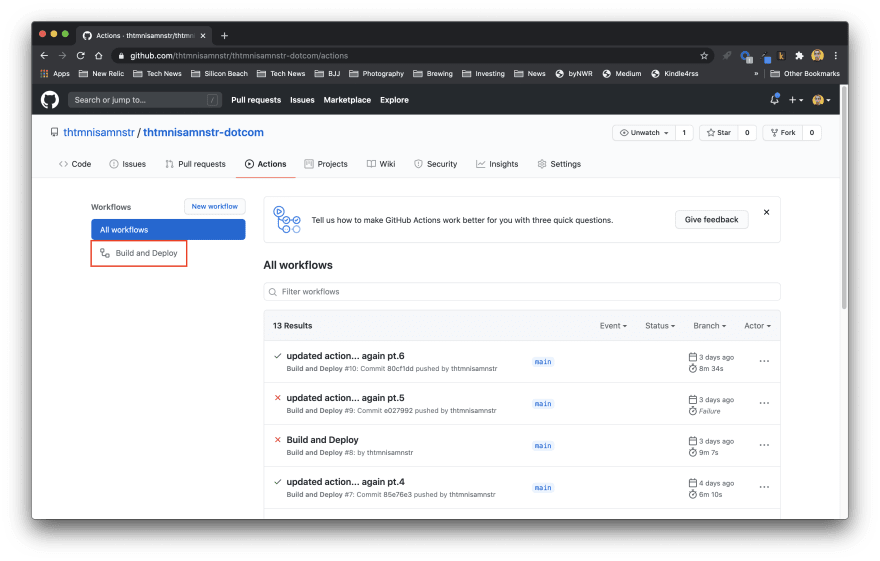 Actions · thtmnisamnstr/thtmni
github.com/thtmnisamnstr/thtmnisamnstr-dotcom/actions
Apps New Relic Tech News Silicon Beach Tech News BJJ Photography Brewing Investing News byNWR Medium Kindle4rss » Other Bookmarks
Search or jump to... / Pull requests Issues Marketplace Explore
thtmnisamnstr / thtmnisamnstr-dotcom Unwatch 1 Star 0 Fork 0
Code Issues Pull requests Actions Projects Wiki Security Insights Settings
Workflows New workflow
All workflows
Build and Deploy
Tell us how to make GitHub Actions work better for you with three quick questions. Give feedback
All workflows
Filter workflows
13 Results Event Status Branch Actor
updated action... again pt.6 main 3 days ago
Build and Deploy #10: Commit 80cf1dd pushed by thtmnisamnstr 8m 34s
updated action... again pt.5 main 3 days ago
Build and Deploy #9: Commit e027992 pushed by thtmnisamnstr Failure
Build and Deploy main 3 days ago
Build and Deploy #8: by thtmnisamnstr 9m 7s
updated action... again pt.4 main 4 days ago
Build and Deploy #7: Commit 85e76e3 pushed by thtmnisamnstr 6m 10s